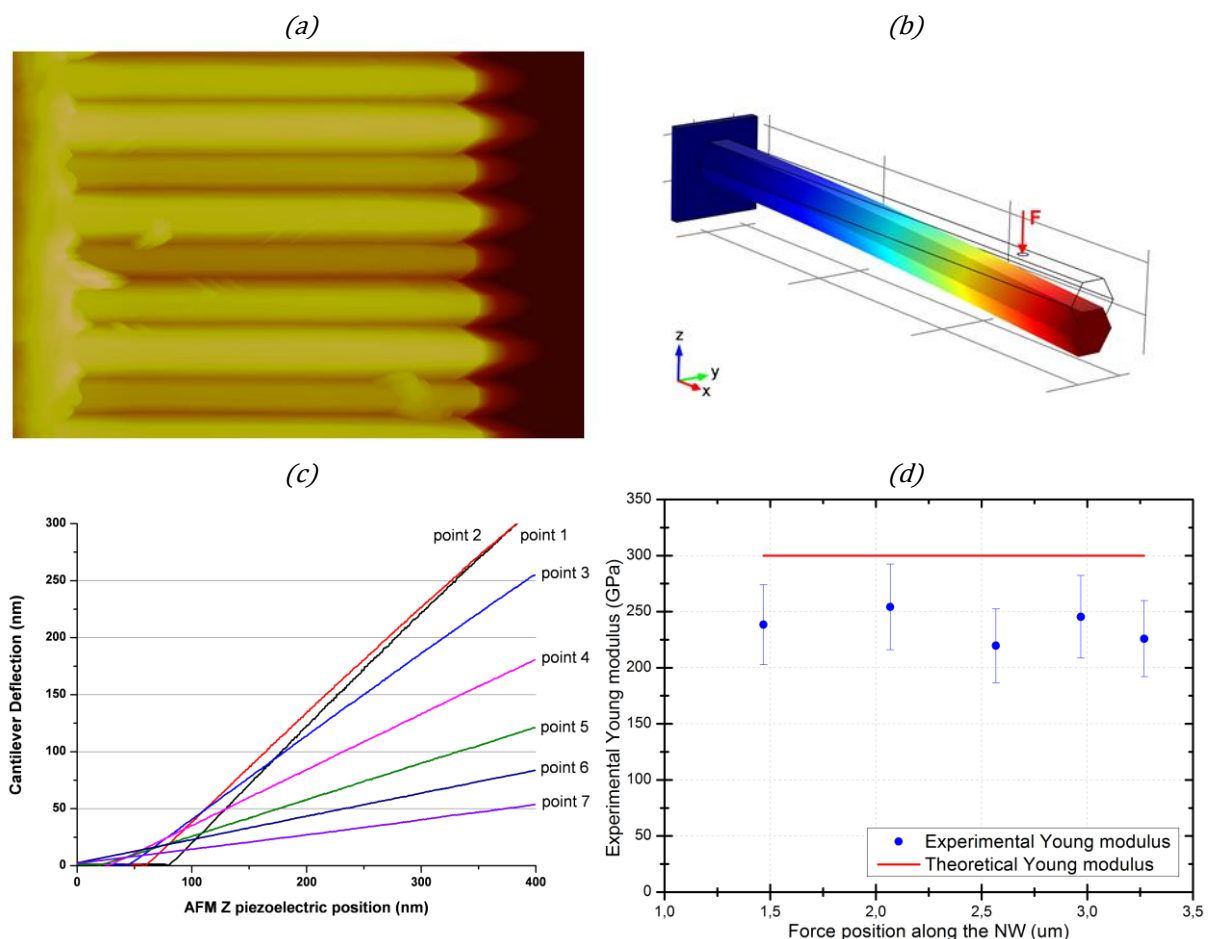 (a)
(b)
F
z
y
x
(c)
300
250
200
150
100
50
0
0
100
200
300
400
Cantilever Deflection (nm)
AFM Z piezoelectric position (nm)
point 2
point 1
point 3
point 4
point 5
point 6
point 7
(d)
350
300
250
200
150
100
50
0
1,0
1,5
2,0
2,5
3,0
3,5
Experimental Young modulus (GPa)
Force position along the NW (um)
Experimental Young modulus
Theoretical Young modulus